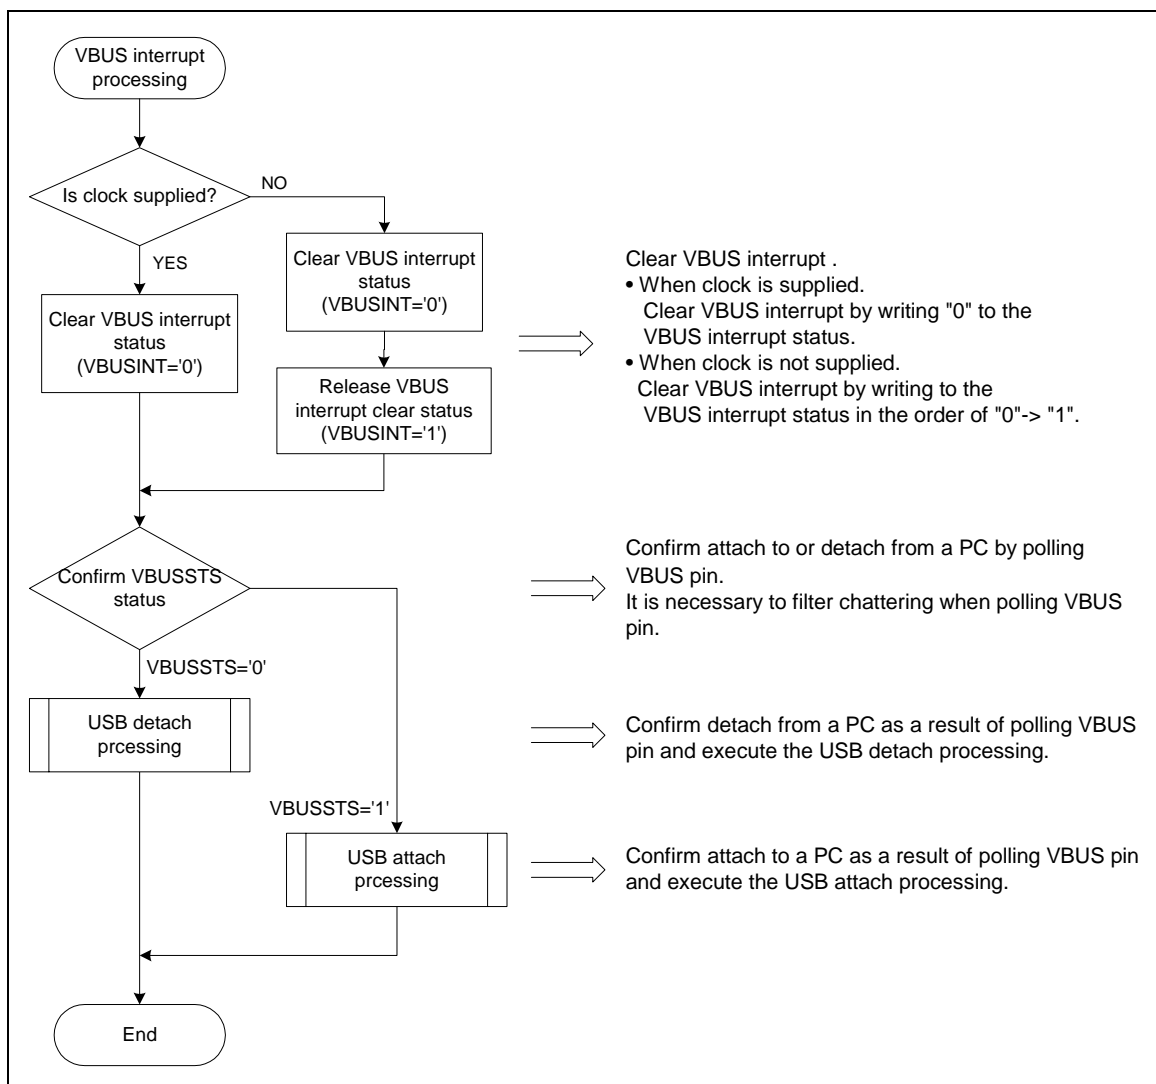 VBUS interrupt
processing
Is clock supplied?
NO
YES
Clear VBUS interrupt
status
(VBUSINT='0')
Clear VBUS interrupt
status
(VBUSINT='0')
Release VBUS
interrupt clear status
(VBUSINT='1')
Clear VBUS interrupt .
• When clock is supplied.
Clear VBUS interrupt by writing "0" to the
VBUS interrupt status.
• When clock is not supplied.
Clear VBUS interrupt by writing to the
VBUS interrupt status in the order of "0"-> "1".
Confirm VBUSSTS
status
Confirm attach to or detach from a PC by polling
VBUS pin.
It is necessary to filter chattering when polling VBUS
pin.
VBUSSTS='0'
USB detach
prcessing
Confirm detach from a PC as a result of polling VBUS
pin and execute the USB detach processing.
VBUSSTS='1'
USB attach
prcessing
Confirm attach to a PC as a result of polling VBUS pin
and execute the USB attach processing.
End